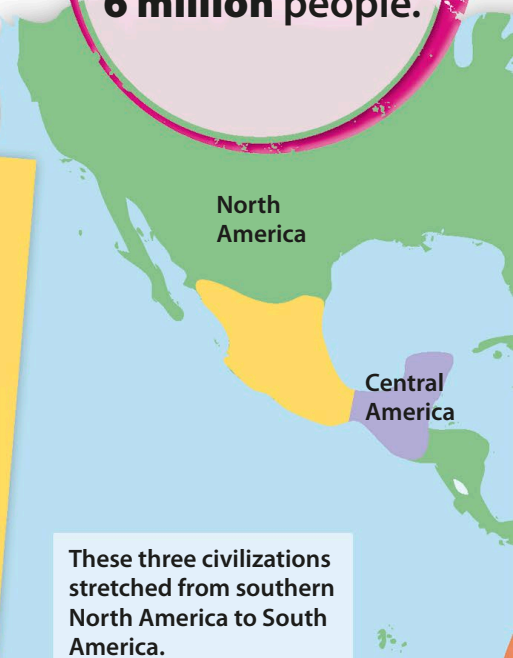 6 million people.
North
America
Central
America
These three civilizations
stretched from southern
North America to South
America.